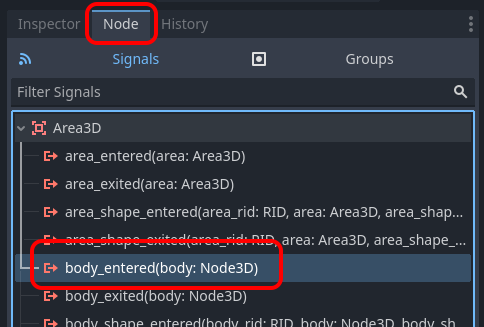 Inspector Node History
Signals Groups
Filter Signals
Area3D
area_entered(area: Area3D)
area_exited(area: Area3D)
area_shape_entered(area_rid: RID, area: Area3D, area_shap...
area_shape_exited(area_rid: RID, area: Area3D, area_shape_...
body_entered(body: Node3D)
body_exited(body: Node3D)
body_shape_entered(body_rid: RID, body: Node3D, body_sh...